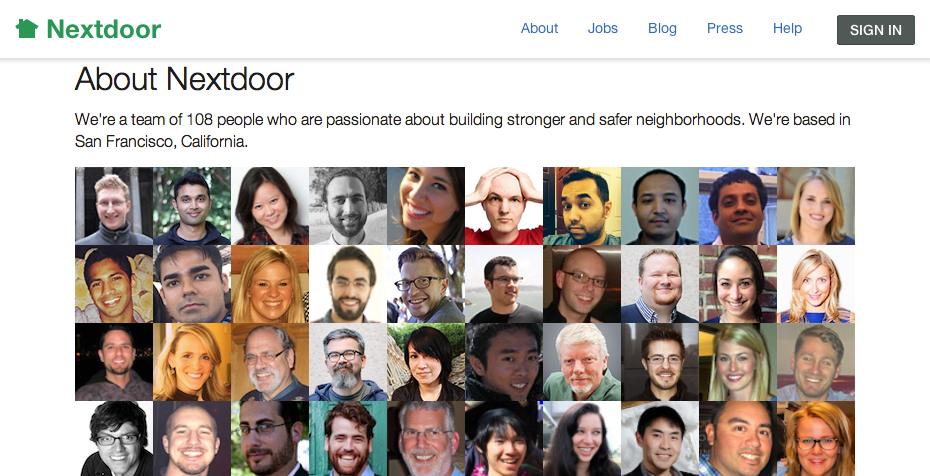 Nextdoor
About
Jobs
Blog
Press
Help
SIGN IN
About Nextdoor
We're a team of 108 people who are passionate about building stronger and safer neighborhoods. We're based in
San Francisco, California.